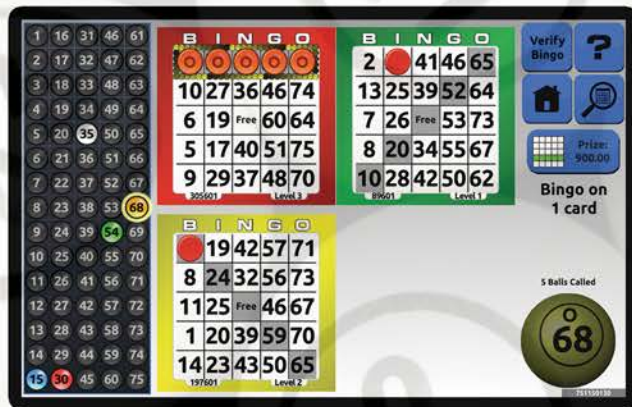 1 16 31 46 61
2 17 32 47 62
3 18 33 48 63
4 19 34 49 64
5 20 35 50 65
6 21 36 51 66
7 22 37 52 67
8 23 38 53 68
9 24 39 54 69
10 25 40 55 70
11 26 41 56 71
12 27 42 57 72
13 28 43 58 73
14 29 44 59 74
15 30 45 60 75
B I N G O
O O O O O
10 27 36 46 74
6 19 Free 60 64
5 17 40 51 75
9 29 37 48 70
305601 Level 3
B I N G O
2 41 46 65
13 25 39 52 64
7 26 Free 53 73
8 20 34 55 67
10 28 42 50 62
89601 Level 1
B I N G O
19 42 57 71
8 24 32 56 73
11 25 Free 46 67
1 20 39 59 70
14 23 43 50 65
197601 Level 2
Verify
Bingo
?
Prize:
900.00
Bingo on
1 card
5 Balls Called
O
68